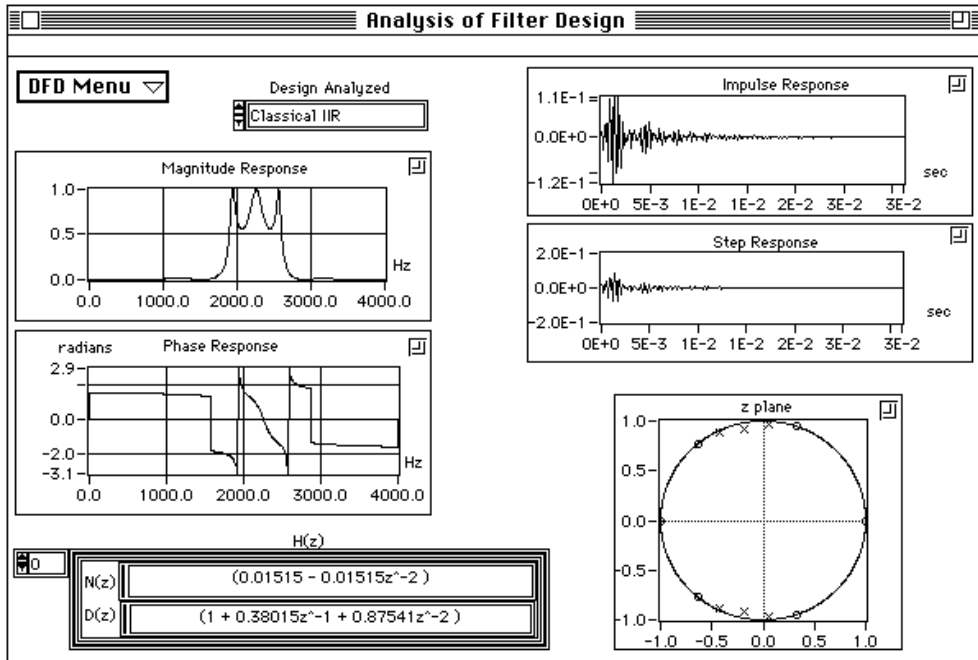 Analysis of Filter Design
DFD Menu
Design Analyzed
Classical IIR
Magnitude Response
1.0
0.5
0.0
Hz
0.0 1000.0 2000.0 3000.0 4000.0
radians Phase Response
2.9
0.0
-2.0
-3.1
Hz
0.0 1000.0 2000.0 3000.0 4000.0
H(z)
0
N(z) (0.01515 - 0.01515z^-2 )
D(z) (1 + 0.38015z^-1 + 0.87541z^-2 )
Impulse Response
1.1E-1
0.0E+0
-1.2E-1
sec
0E+0 5E-3 1E-2 1E-2 2E-2 3E-2 3E-2
Step Response
2.0E-1
0.0E+0
-2.0E-1
sec
0E+0 5E-3 1E-2 1E-2 2E-2 3E-2 3E-2
z plane
1.0
0.5
0.0
-0.5
-1.0
-1.0 -0.5 0.0 0.5 1.0